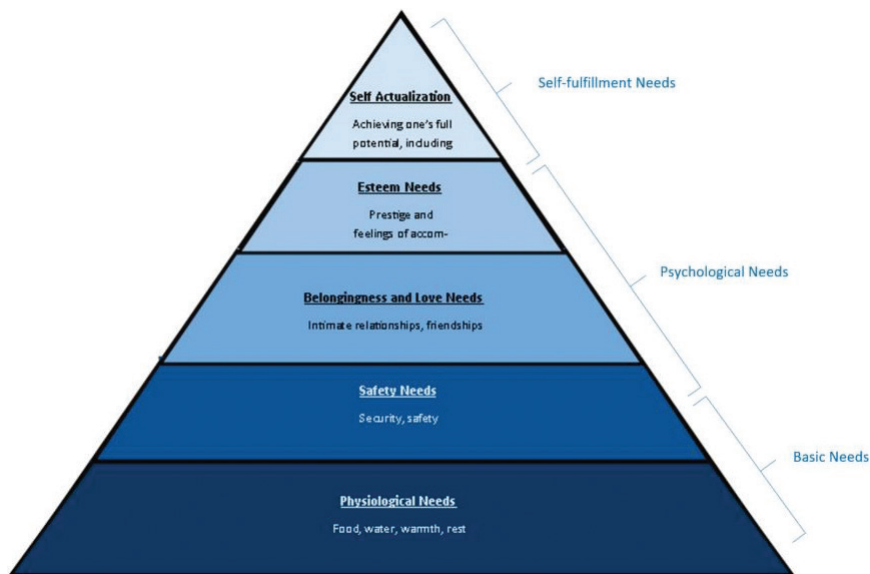 Self Actualization
Achieving one's full
potential, including
Self-fulfillment Needs
Esteem Needs
Prestige and
feelings of accom-
Psychological Needs
Belongingness and Love Needs
Intimate relationships, friendships
Safety Needs
Security, safety
Basic Needs
Physiological Needs
Food, water, warmth, rest